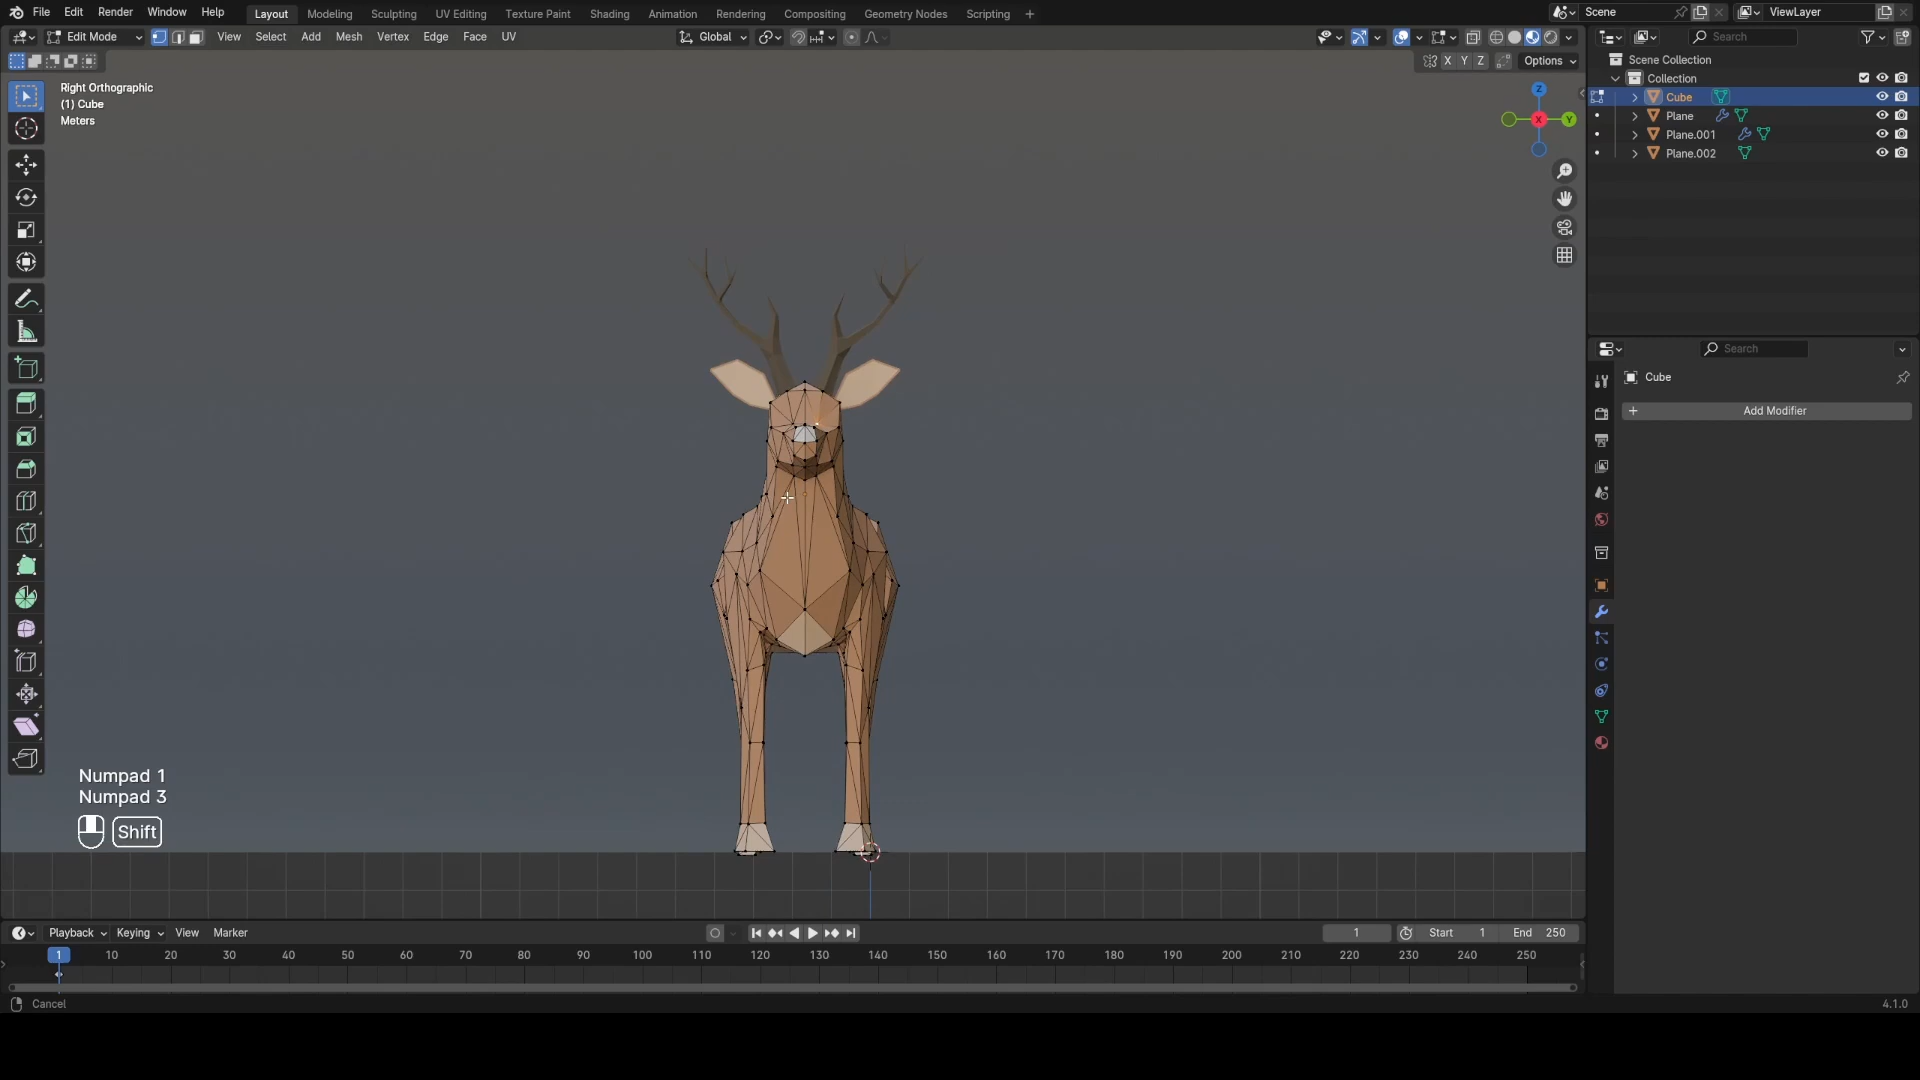 File Edit Render Window Help Layout Modeling Sculpting UV Editing Texture Paint Shading Animation Rendering Compositing Geometry Nodes Scripting + Scene ViewLayer
Edit Mode View Select Add Mesh Vertex Edge Face UV Global Search
X Y Z Options
Right Orthographic
(1) Cube
Meters
Z
X
Y
Scene Collection
Collection
Cube
Plane
Plane.001
Plane.002
Search
Cube
+ Add Modifier
Numpad 1
Numpad 3
Shift
Playback Keying View Marker 1 Start 1 End 250
1 10 20 30 40 50 60 70 80 90 100 110 120 130 140 150 160 170 180 190 200 210 220 230 240 250
Cancel 4.1.0